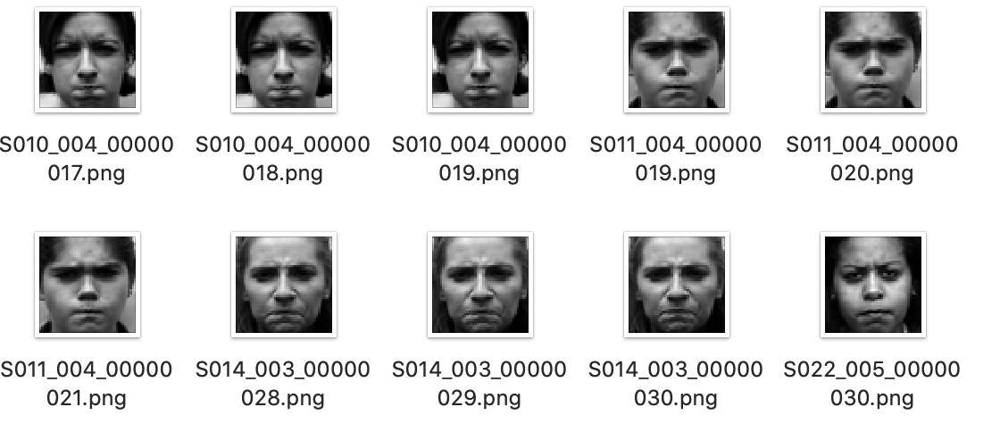 S010_004_00000 S010_004_00000 S010_004_00000 S011_004_00000 S011_004_00000
017.png 018.png 019.png 019.png 020.png
S011_004_00000 S014_003_00000 S014_003_00000 S014_003_00000 S022_005_00000
021.png 028.png 029.png 030.png 030.png